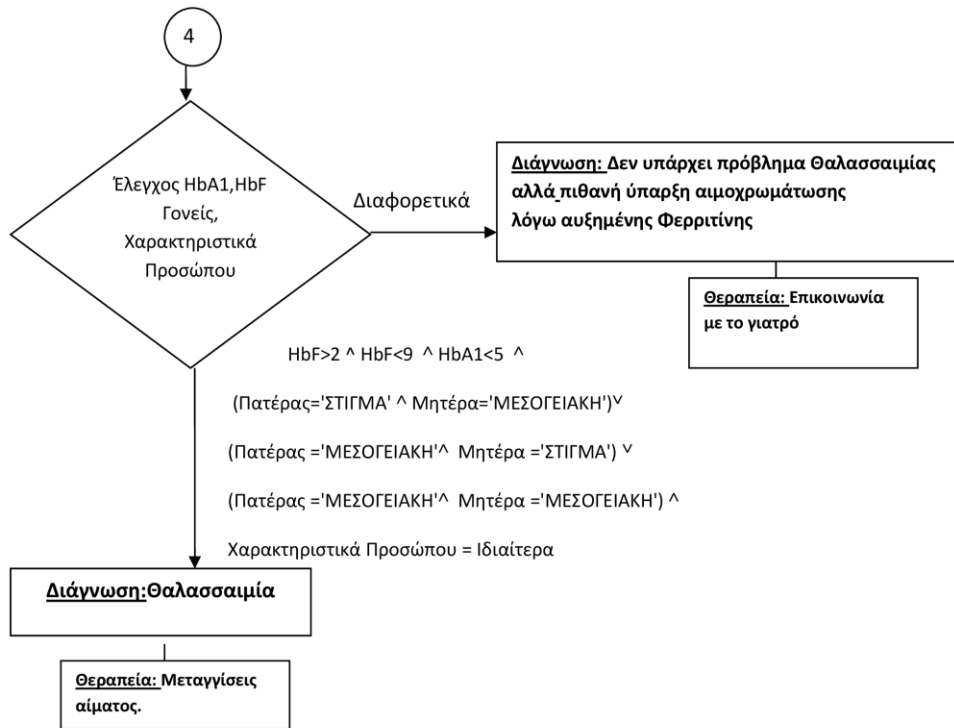 4
Έλεγχος HbA1,HbF
Γονείς,
Χαρακτηριστικά
Προσώπου
Διαφορετικά
Διάγνωση: Δεν υπάρχει πρόβλημα Θαλασσαιμίας
αλλά πιθανή ύπαρξη αιμοχρωμάτωσης
λόγω αυξημένης Φερριτίνης
Θεραπεία: Επικοινωνία
με το γιατρό
HbF>2 ^ HbF<9 ^ HbA1<5 ^
(Πατέρας='ΣΤΙΓΜΑ' ^ Μητέρα='ΜΕΣΟΓΕΙΑΚΗ')˅
(Πατέρας ='ΜΕΣΟΓΕΙΑΚΗ'^ Μητέρα ='ΣΤΙΓΜΑ') ˅
(Πατέρας ='ΜΕΣΟΓΕΙΑΚΗ'^ Μητέρα ='ΜΕΣΟΓΕΙΑΚΗ') ^
Χαρακτηριστικά Προσώπου = Ιδιαίτερα
Διάγνωση:Θαλασσαιμία
Θεραπεία: Μεταγγίσεις
αίματος.